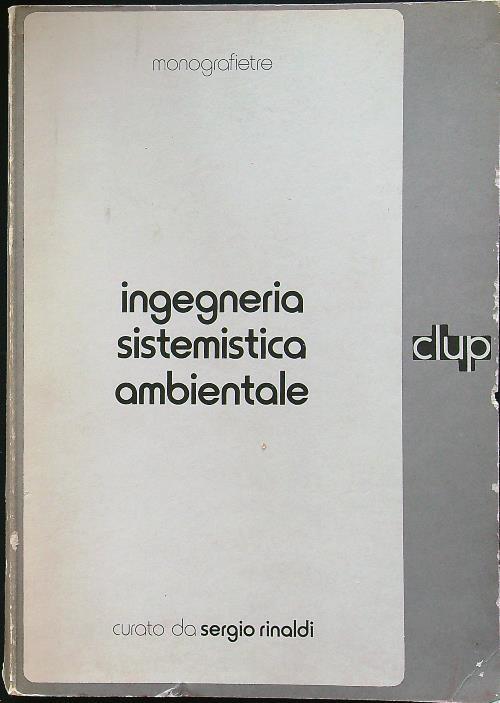 monografietre
ingegneria
sistemistica
ambientale
clup
curato da sergio rinaldi